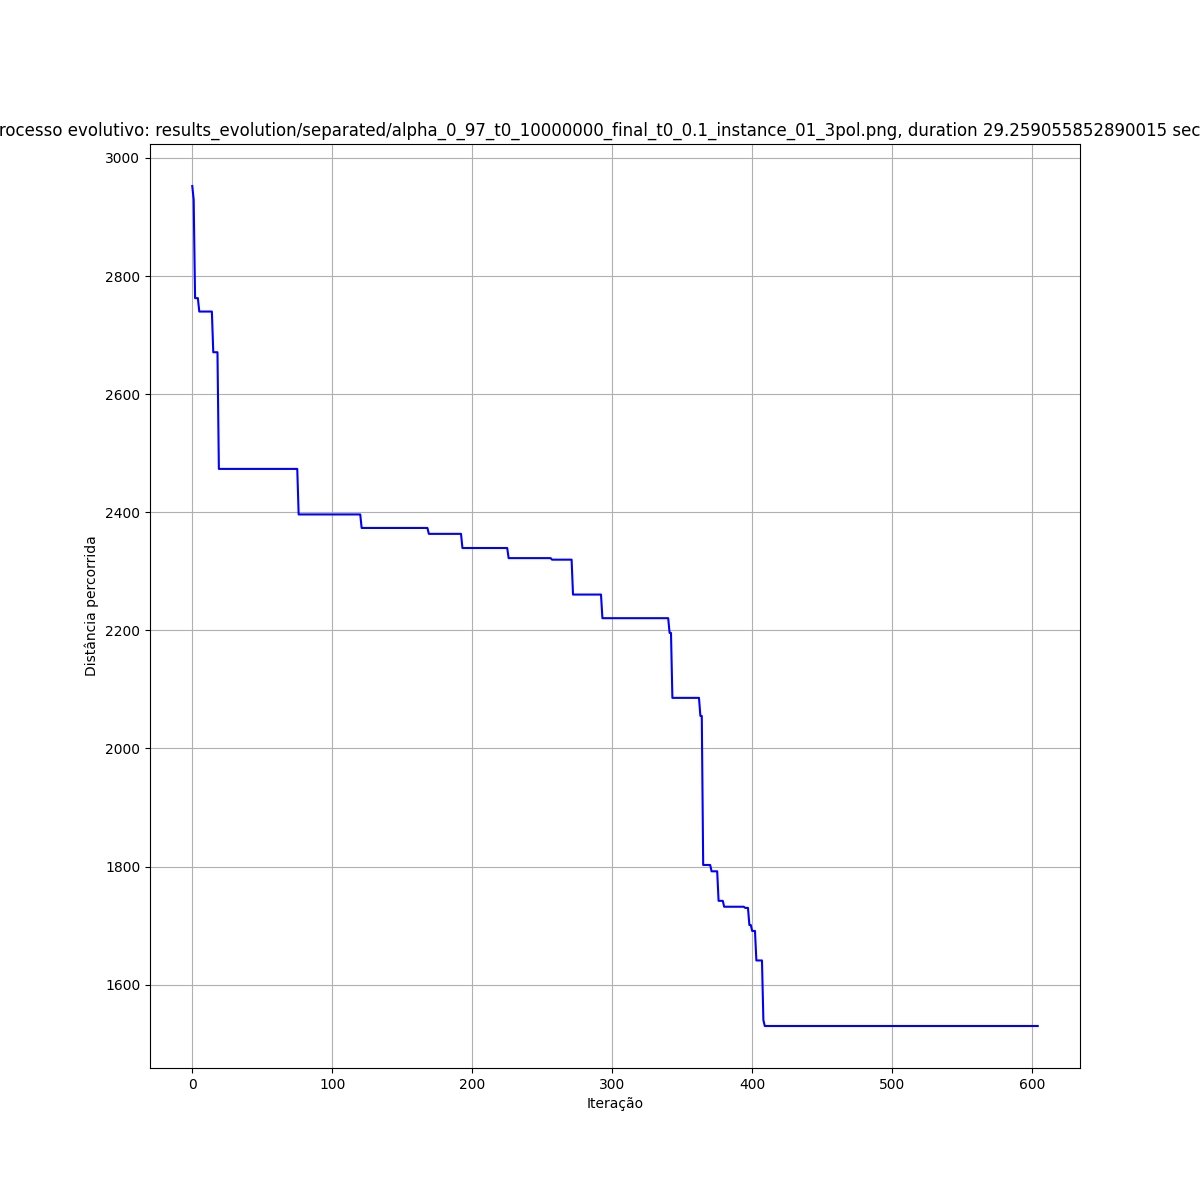 rocesso evolutivo: results_evolution/separated/alpha_0_97_t0_10000000_final_t0_0.1_instance_01_3pol.png, duration 29.259055852890015 sec
3000
2800
2600
2400
2200
2000
1800
1600
Distância percorrida
0 100 200 300 400 500 600
Iteração